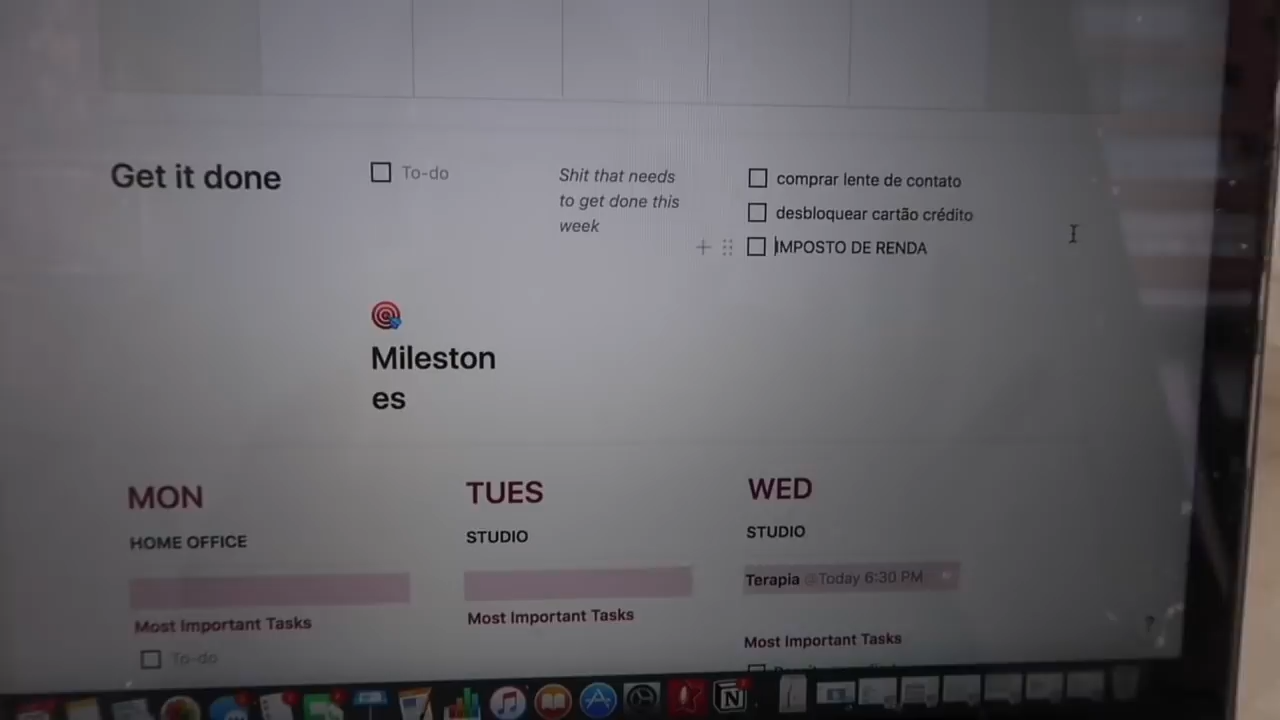 Get it done
To-do
Shit that needs
to get done this
week
comprar lente de contato
desbloquear cartão crédito
IMPOSTO DE RENDA
Mileston
es
MON
HOME OFFICE
Most Important Tasks
To-do
TUES
STUDIO
Most Important Tasks
WED
STUDIO
Terapia @Today 6:30 PM
Most Important Tasks
?